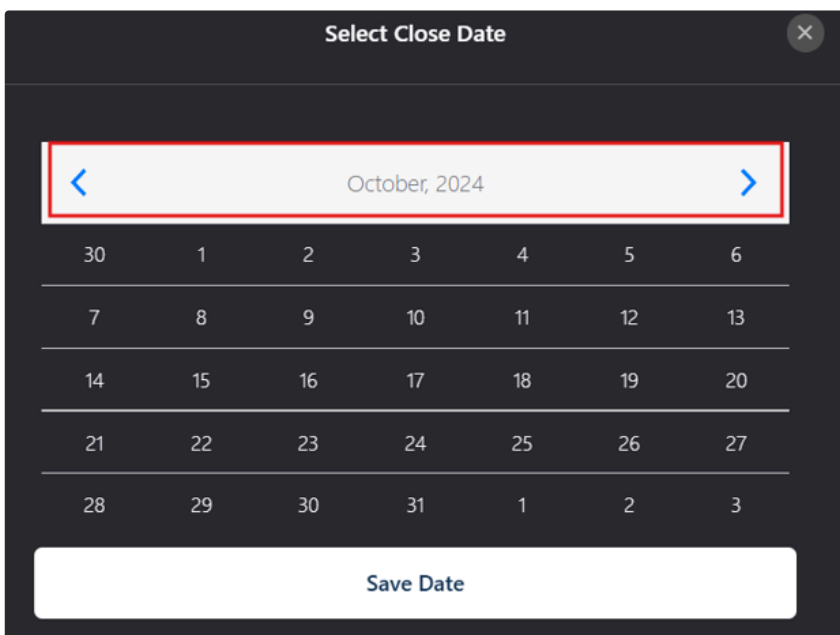 Select Close Date
October, 2024
30 1 2 3 4 5 6
7 8 9 10 11 12 13
14 15 16 17 18 19 20
21 22 23 24 25 26 27
28 29 30 31 1 2 3
Save Date